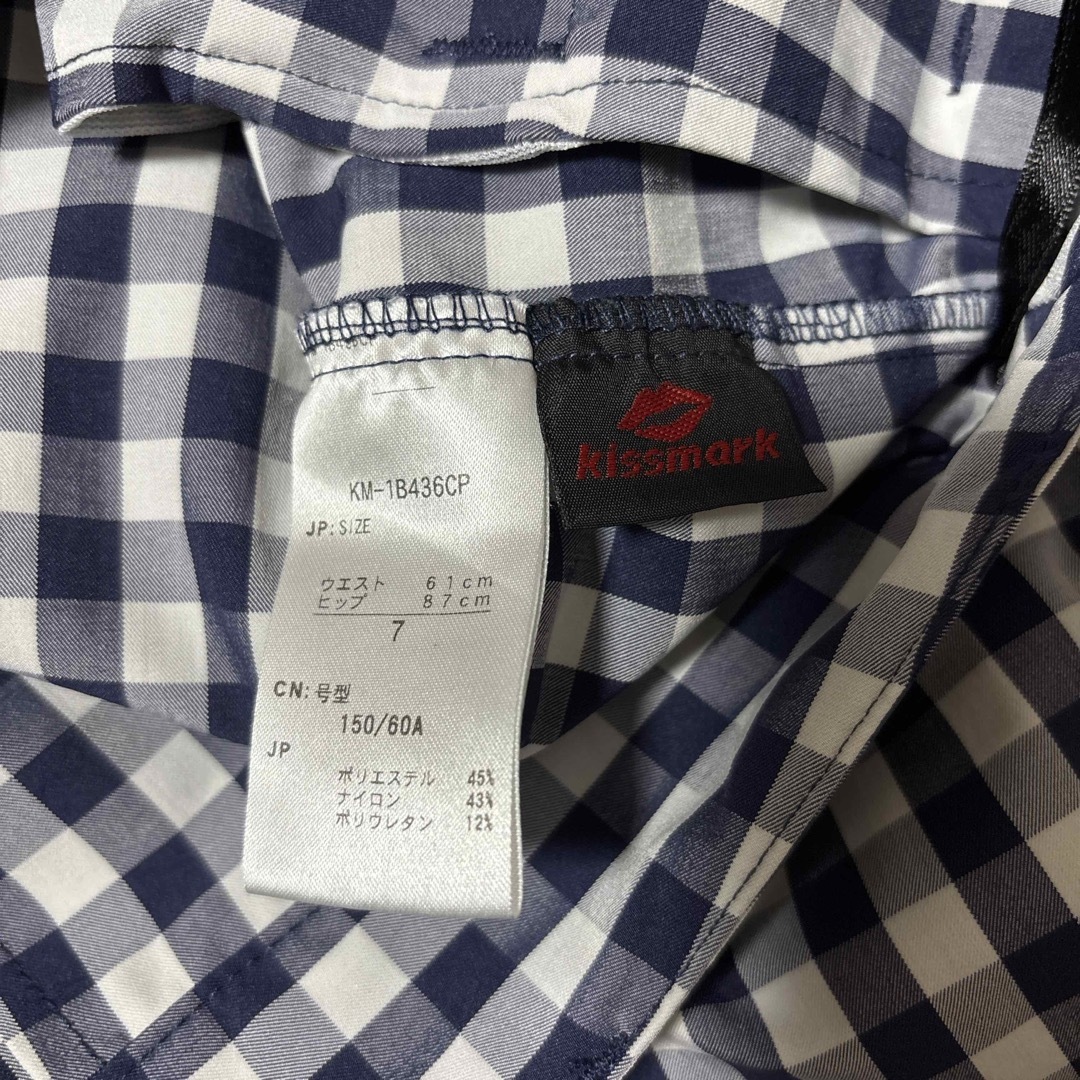 kissmark
KM-1B436CP
JP: SIZE
ウエスト 61cm
ヒップ 87cm
7
CN: 号型
150/60A
JP
ポリエステル 45%
ナイロン 43%
ポリウレタン 12%